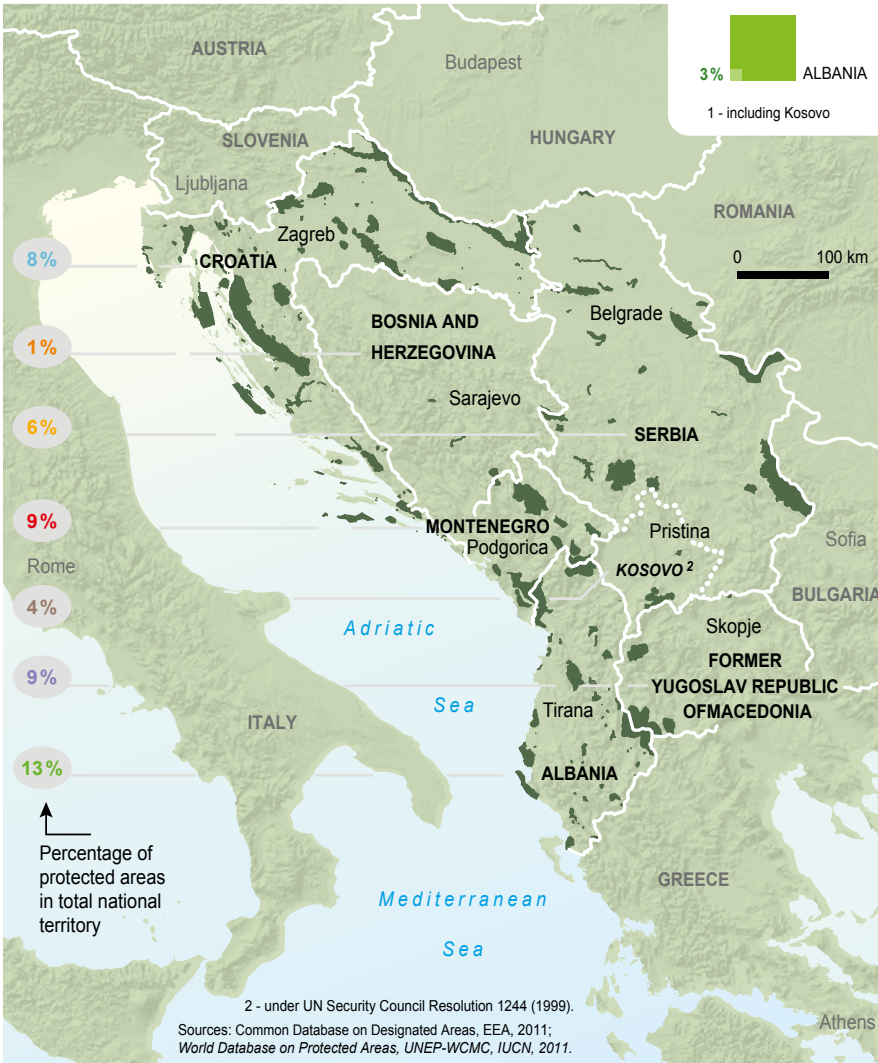 AUSTRIA
Budapest
3%
ALBANIA
1 - including Kosovo
SLOVENIA
HUNGARY
Ljubljana
ROMANIA
Zagreb
8%
CROATIA
0 100 km
Belgrade
BOSNIA AND
HERZEGOVINA
1%
Sarajevo
6%
SERBIA
9%
MONTENEGRO
Podgorica
Pristina
Sofia
Rome
KOSOVO 2
BULGARIA
4%
Adriatic
Sea
Skopje
FORMER
YUGOSLAV REPUBLIC
OFMACEDONIA
9%
ITALY
Tirana
13%
ALBANIA
Percentage of
protected areas
in total national
territory
GREECE
Mediterranean
Sea
2 - under UN Security Council Resolution 1244 (1999).
Sources: Common Database on Designated Areas, EEA, 2011;
World Database on Protected Areas, UNEP-WCMC, IUCN, 2011.
Athens